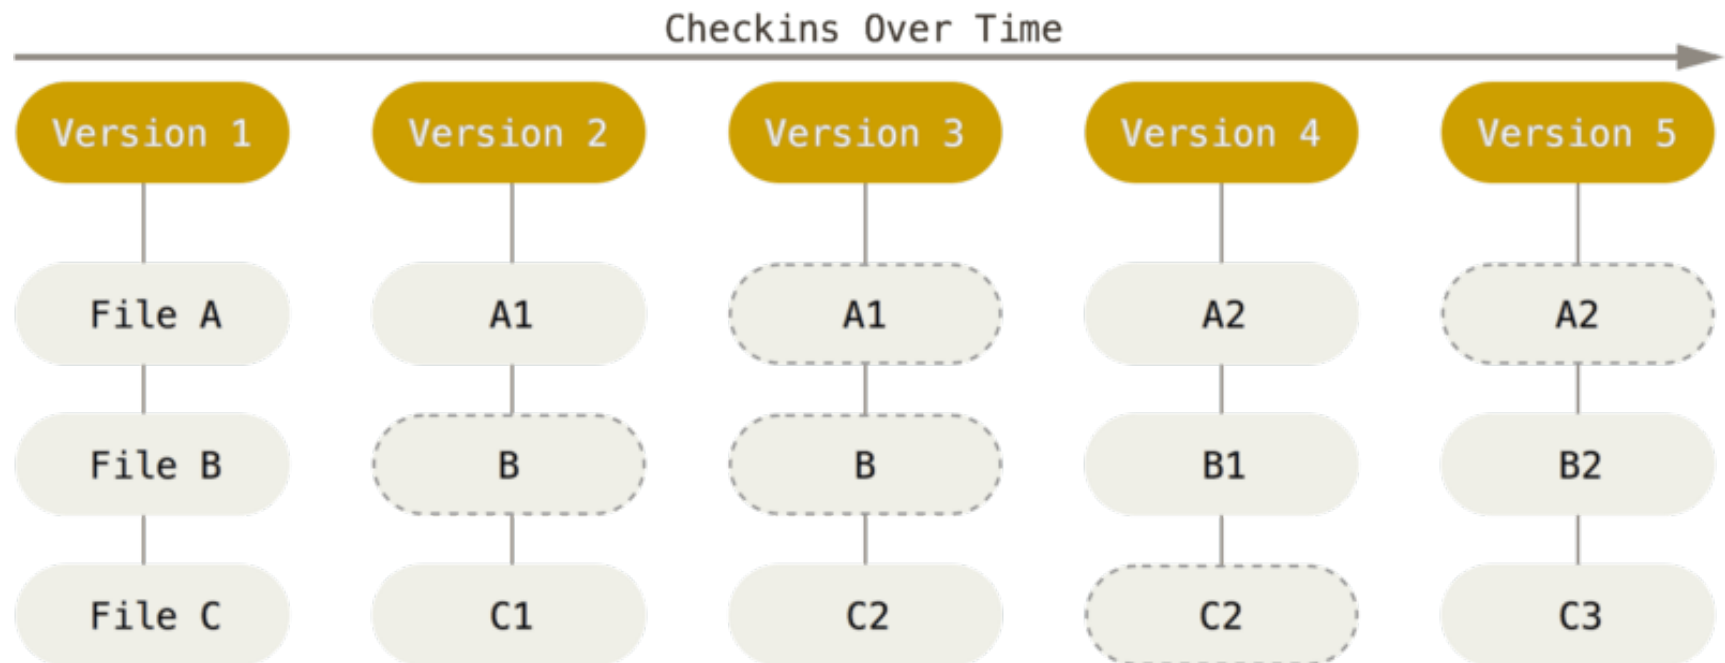 Checkins Over Time
Version 1 Version 2 Version 3 Version 4 Version 5
File A A1 A1 A2 A2
File B B B B1 B2
File C C1 C2 C2 C3